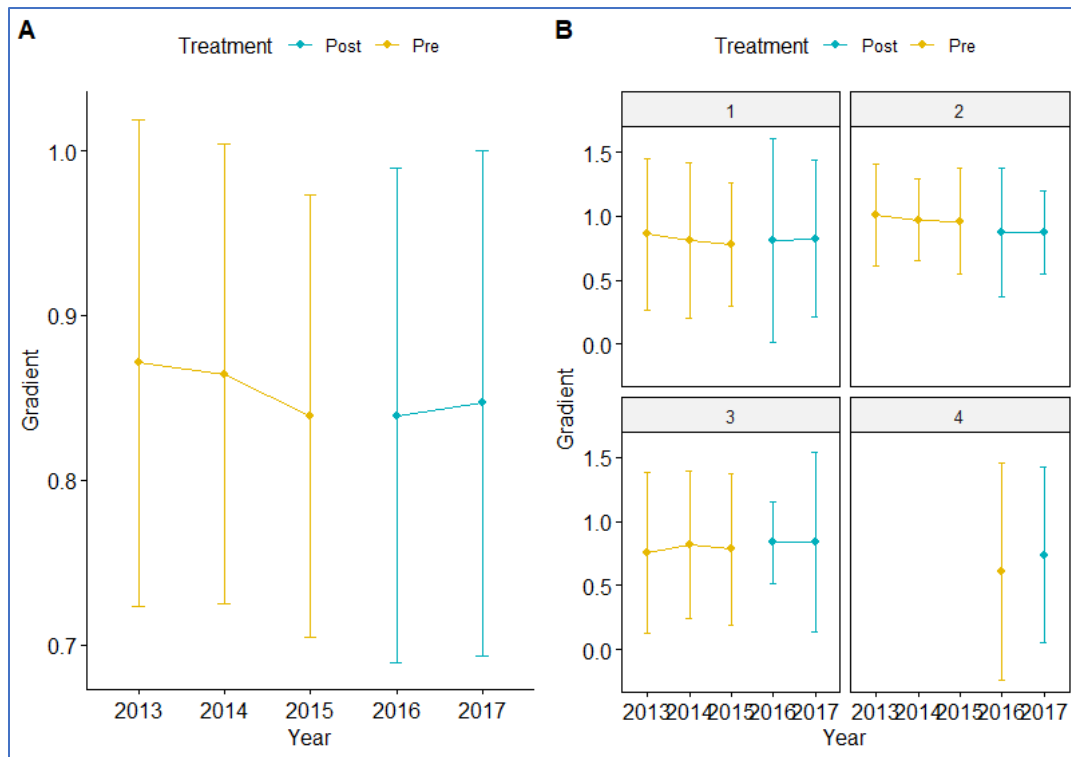 A
Treatment Post Pre
1.0
0.9
0.8
0.7
Gradient
2013 2014 2015 2016 2017
Year
B
Treatment Post Pre
1 2
1.5
1.0
0.5
0.0
3 4
1.5
1.0
0.5
0.0
Gradient
2013 2014 2015 2016 2017 2013 2014 2015 2016 2017
Year